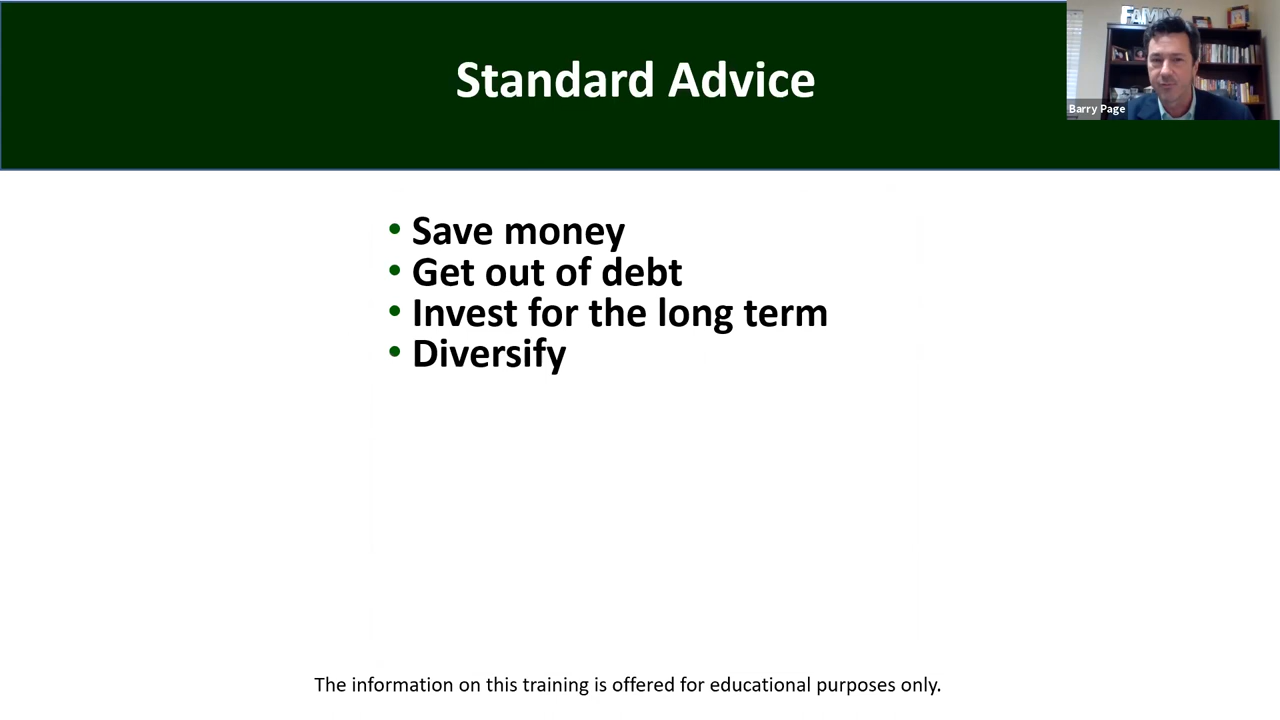 Standard Advice
FAMILY
Barry Page
• Save money
• Get out of debt
• Invest for the long term
• Diversify
The information on this training is offered for educational purposes only.